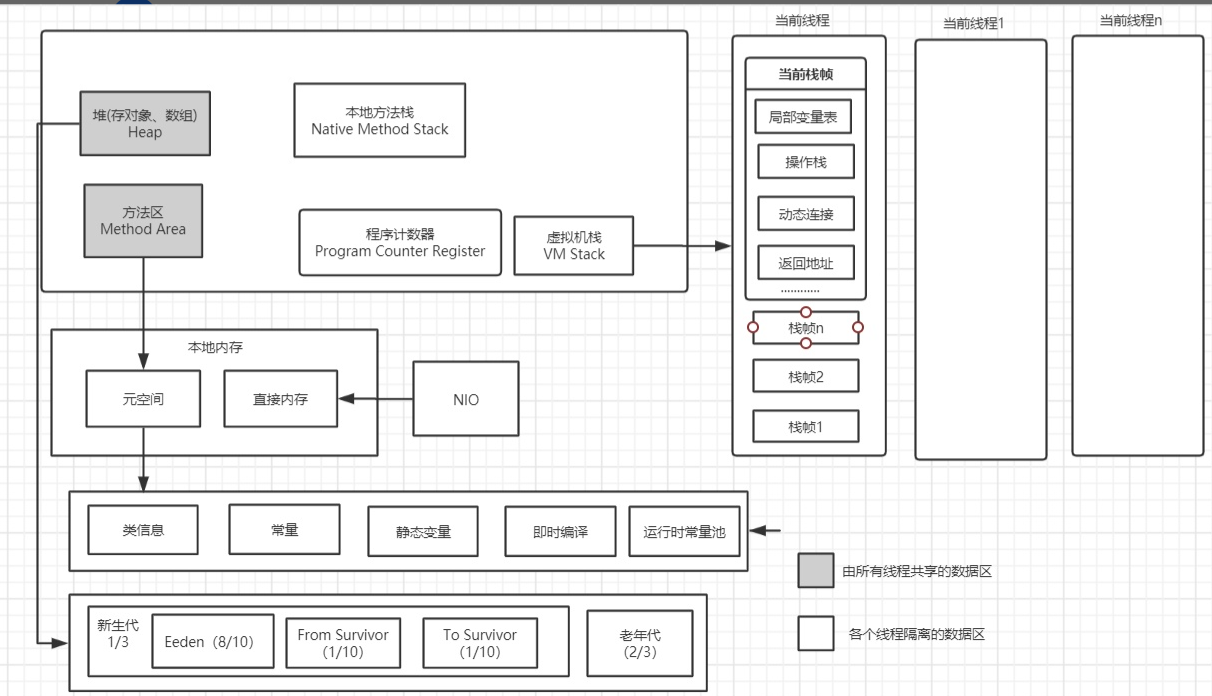 当前线程
当前线程1
当前线程n
堆(存对象、数组)
Heap
本地方法栈
Native Method Stack
方法区
Method Area
程序计数器
Program Counter Register
虚拟机栈
VM Stack
当前栈帧
局部变量表
操作栈
动态连接
返回地址
............
栈帧n
栈帧2
栈帧1
本地内存
元空间
直接内存
NIO
类信息
常量
静态变量
即时编译
运行时常量池
由所有线程共享的数据区
各个线程隔离的数据区
新生代
1/3
Eeden（8/10）
From Survivor
（1/10）
To Survivor
（1/10）
老年代
（2/3）